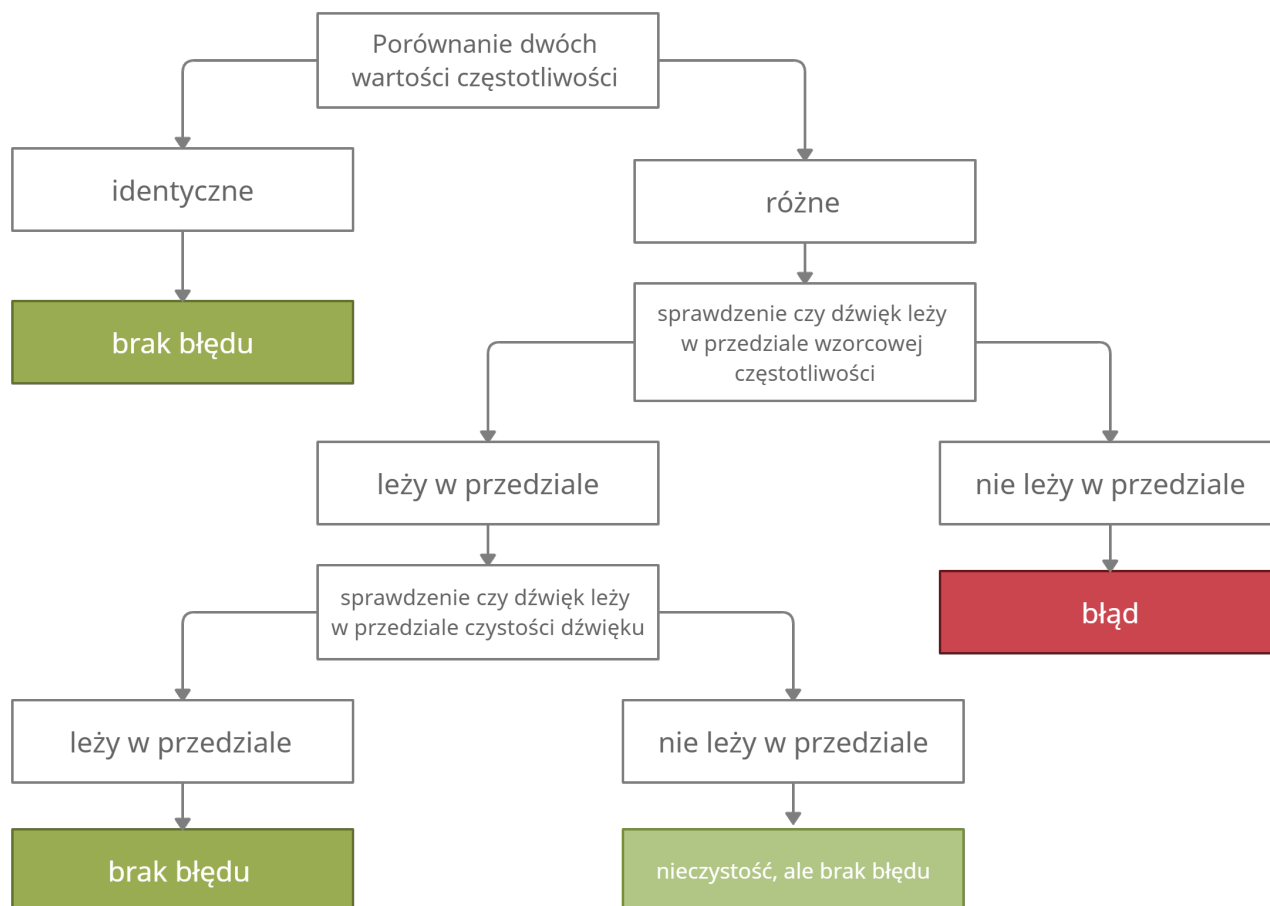 Porównanie dwóch
wartości częstotliwości
identyczne
różne
brak błędu
sprawdzenie czy dźwięk leży
w przedziale wzorcowej
częstotliwości
leży w przedziale
nie leży w przedziale
sprawdzenie czy dźwięk leży
w przedziale czystości dźwięku
błąd
leży w przedziale
nie leży w przedziale
brak błędu
nieczystość, ale brak błędu